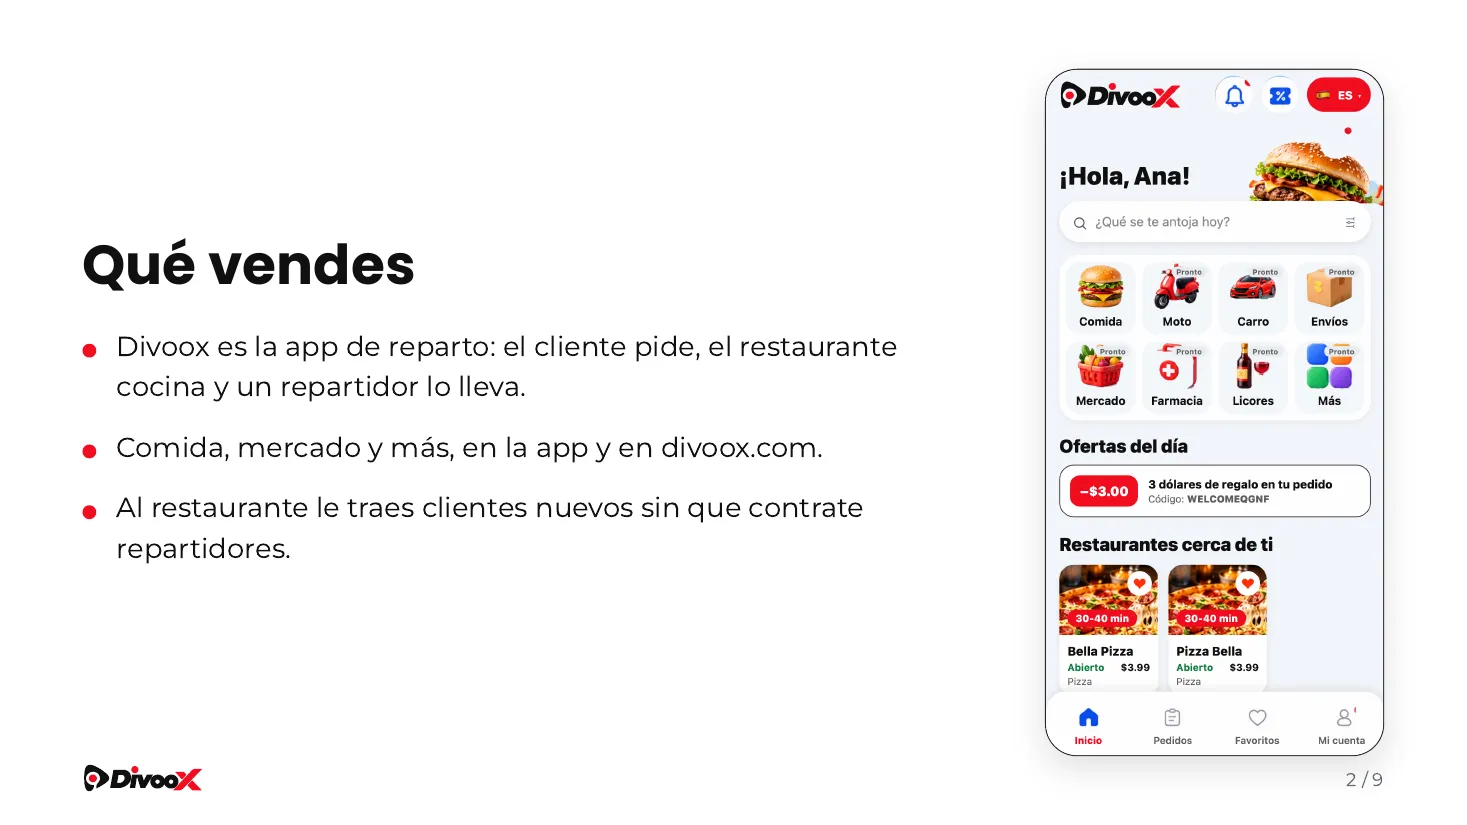 Qué vendes
Divoox es la app de reparto: el cliente pide, el restaurante
cocina y un repartidor lo lleva.
Comida, mercado y más, en la app y en divoox.com.
Al restaurante le traes clientes nuevos sin que contrate
repartidores.
DivooX
DivooX
ES
¡Hola, Ana!
¿Qué se te antoja hoy?
Pronto Pronto Pronto
Comida Moto Carro Envíos
Pronto Pronto Pronto Pronto
Mercado Farmacia Licores Más
Ofertas del día
–$3.00
3 dólares de regalo en tu pedido
Código: WELCOMEQGNF
Restaurantes cerca de ti
30-40 min 30-40 min
Bella Pizza Pizza Bella
Abierto $3.99 Abierto $3.99
Pizza Pizza
Inicio Pedidos Favoritos Mi cuenta
2 / 9